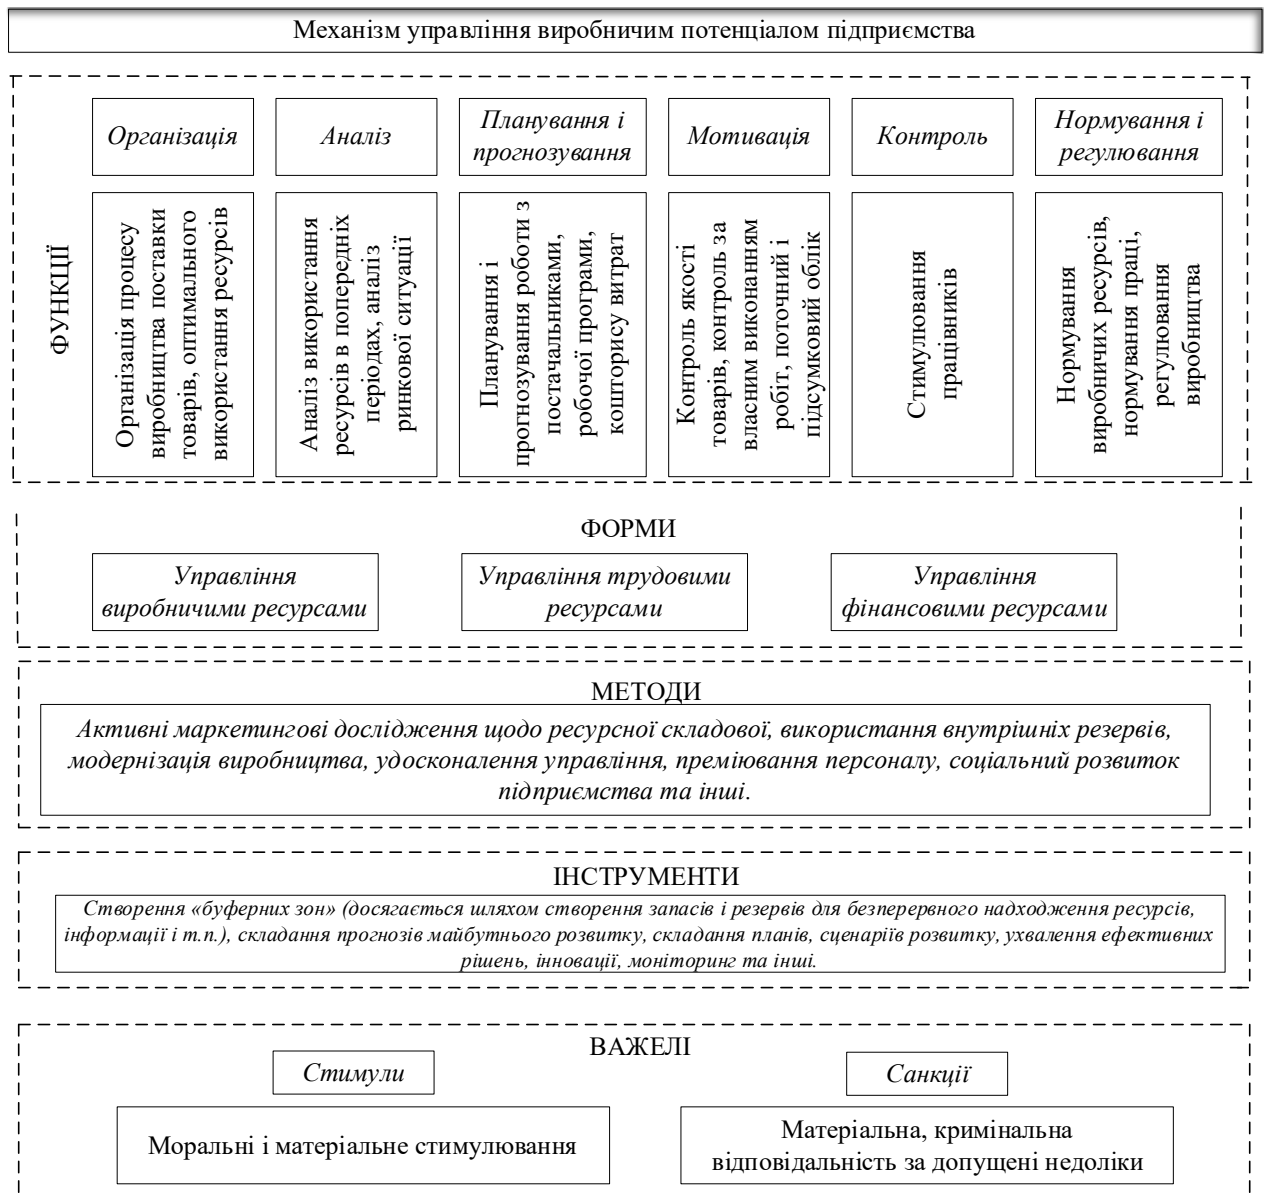 Механізм управління виробничим потенціалом підприємства
ФУНКЦІЇ
Організація
Аналіз
Планування і
прогнозування
Мотивація
Контроль
Нормування і
регулювання
Організація процесу
виробництва поставки
товарів, оптимального
використання ресурсів
Аналіз використання
ресурсів в попередніх
періодах, аналіз
ринкової ситуації
Планування і
прогнозування роботи з
постачальниками,
робочої програми,
кошторису витрат
Контроль якості
товарів, контроль за
власним виконанням
робіт, поточний і
підсумковий облік
Стимулювання
працівників
Нормування
виробничих ресурсів,
нормування праці,
регулювання
виробництва
ФОРМИ
Управління
виробничими ресурсами
Управління трудовими
ресурсами
Управління
фінансовими ресурсами
МЕТОДИ
Активні маркетингові дослідження щодо ресурсної складової, використання внутрішніх резервів,
модернізація виробництва, удосконалення управління, преміювання персоналу, соціальний розвиток
підприємства та інші.
ІНСТРУМЕНТИ
Створення «буферних зон» (досягається шляхом створення запасів і резервів для безперервного надходження ресурсів,
інформації і т.п.), складання прогнозів майбутнього розвитку, складання планів, сценаріїв розвитку, ухвалення ефективних
рішень, інновації, моніторинг та інші.
ВАЖЕЛІ
Стимули
Санкції
Моральні і матеріальне стимулювання
Матеріальна, кримінальна
відповідальність за допущені недоліки